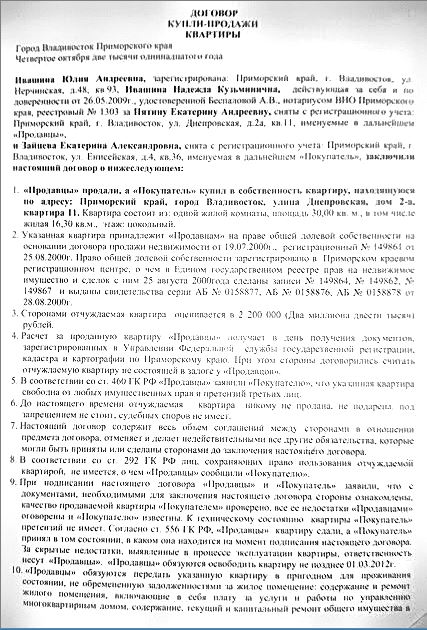 ДОГОВОР
КУПЛИ-ПРОДАЖИ
КВАРТИРЫ
Город Владивосток Приморского края
Четвертое октября две тысячи одиннадцатого года
Ивашина Юлия Андреевна, зарегистрирована: Приморский край, г. Владивосток, ул.
Нерчинская, д.48, кв 93, Ивашина Надежда Кузьминична, действующая за себя и по
доверенности от 26.05.2009г., удостоверенной Беспаловой А.В., нотариусом ВНО Приморского
края, реестровый № 1303 за Пятину Екатерину Андреевну, сняты с регистрационного учета:
Приморский край, г. Владивосток, ул. Днепровская, д.2а, кв.11, именуемые в дальнейшем
«Продавцы»,
и Зайцева Екатерина Александровна, снята с регистрационного учета: Приморский край, г.
Владивосток, ул. Енисейская, д.4, кв.36, именуемая в дальнейшем «Покупатель», заключили
настоящий договор о нижеследующем:
1. «Продавцы» продали, а «Покупатель» купил в собственность квартиру, находящуюся
по адресу: Приморский край, город Владивосток, улица Днепровская, дом 2-а,
квартира 11. Квартира состоит из: одной жилой комнаты, площадь 30,00 кв. м., в том числе
жилая 16,30 кв.м., этаж: цокольный.
2. Указанная квартира принадлежит «Продавцам» на праве общей долевой собственности на
основании договора продажи недвижимости от 19.07.2000г., регистрационный № 149861 от
25.08.2000г. Право общей долевой собственности зарегистрировано в Приморском краевом
регистрационном центре, о чем в Едином государственном реестре прав на недвижимое
имущество и сделок с ним 25 августа 2000года сделаны записи № 149864, № 149862, №
149867 и выданы свидетельства серии АБ № 0158877, АБ № 0158876, АБ № 0158878 от
28.08.2000г.
3. Сторонами отчуждаемая квартира оценивается в 2 200 000 (Два миллиона двести тысяч)
рублей.
4. Расчет за проданную квартиру «Продавцы» получает в день получения документов,
зарегистрированных в Управлении Федеральной службы государственной регистрации,
кадастра и картографии по Приморскому краю. При этом стороны договорились считать
отчуждаемую квартиру не состоящей в залоге у «Продавцов».
5. В соответствии со ст. 460 ГК РФ «Продавцы» заявили «Покупателю», что указанная квартира
свободна от любых имущественных прав и претензий третьих лиц.
6. До настоящего времени отчуждаемая квартира никому не продана, не подарена, под
запрещением не стоит, судебных споров не имеет.
7. Настоящий договор содержит весь объем соглашений между сторонами в отношении
предмета договора, отменяет и делает недействительными все другие обязательства, которые
могли быть приняты или сделаны сторонами до заключения настоящего договора.
8 В соответствии со ст. 292 ГК РФ лиц, сохраняющих право пользования отчуждаемой
квартирой, не имеется, о чем «Продавцы» сообщили «Покупателю».
9. При подписании настоящего договора «Продавцы» и «Покупатель» заявили, что с
документами, необходимыми для заключения настоящего договора стороны ознакомлены,
качество продаваемой квартиры «Покупателем» проверено, все ее недостатки «Продавцами»
оговорены и «Покупателю» известны. К техническому состоянию квартиры «Покупатель»
претензий не имеет. Согласно ст. 556 ГК РФ, «Продавцы» квартиру сдали, а «Покупатель»
принял в том состоянии, в каком она находится на момент подписания настоящего договора.
За скрытые недостатки, выявленные в процессе эксплуатации квартиры, ответственность
несут «Продавцы». «Продавцы» обязуются освободить квартиру не позднее 01.03.2012г.
10. «Продавцы» обязуются передать указанную квартиру в пригодном для проживания
состоянии, не обремененную задолженностями за жилое помещение: содержание и ремонт
жилого помещения, включающие в себя плату за услуги и работы по управлению
многоквартирным домом, содержание, текущий и капитальный ремонт общего имущества в